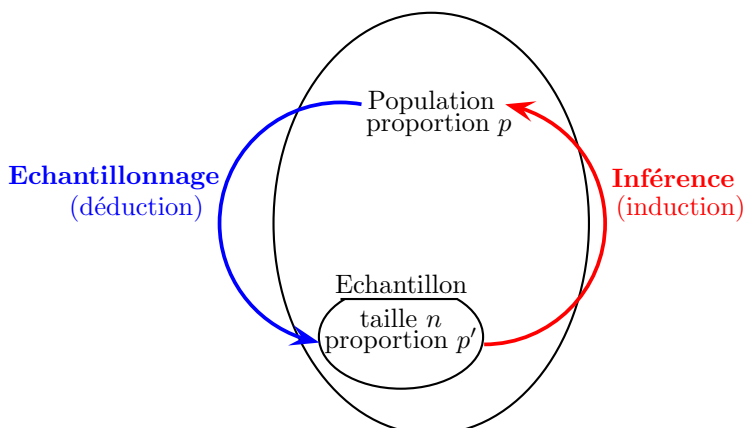 Population
proportion p
Echantillonnage
(déduction)
Inférence
(induction)
Echantillon
taille n
proportion p′